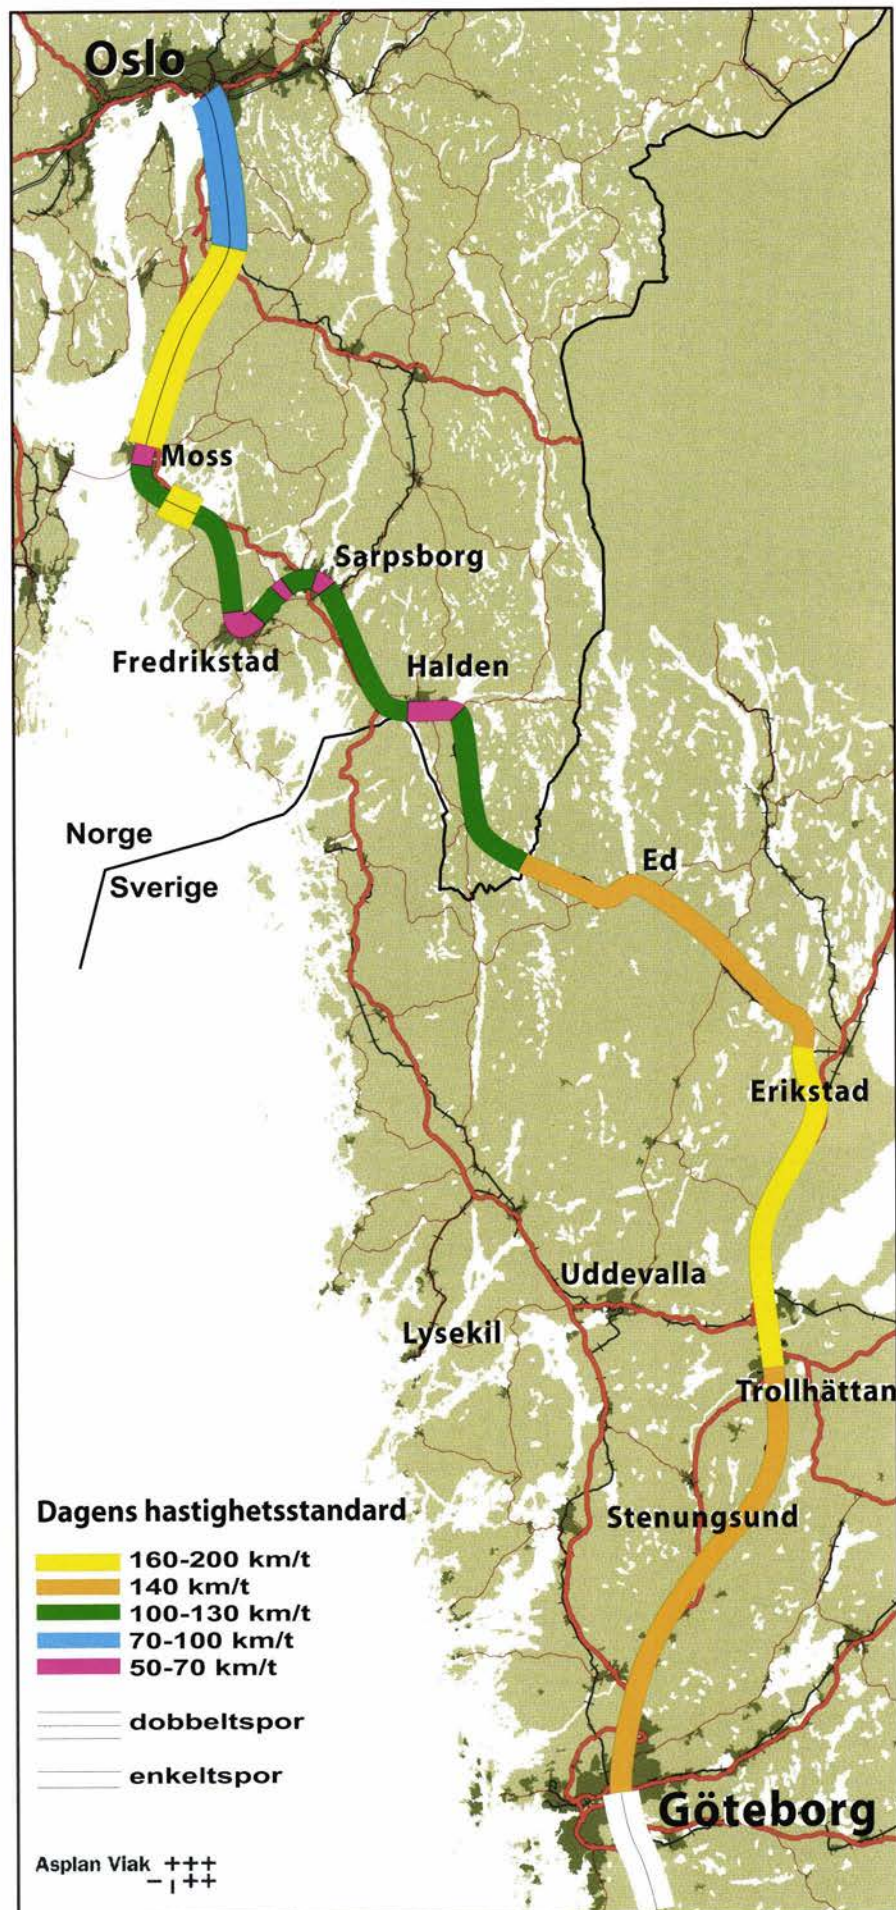 Oslo
Moss
Sarpsborg
Fredrikstad
Halden
Norge
Sverige
Ed
Erikstad
Uddevalla
Lysekil
Trollhättan
Dagens hastighetsstandard
Stenungsund
160-200 km/t
140 km/t
100-130 km/t
70-100 km/t
50-70 km/t
dobbeltspor
enkeltspor
Göteborg
Asplan Viak